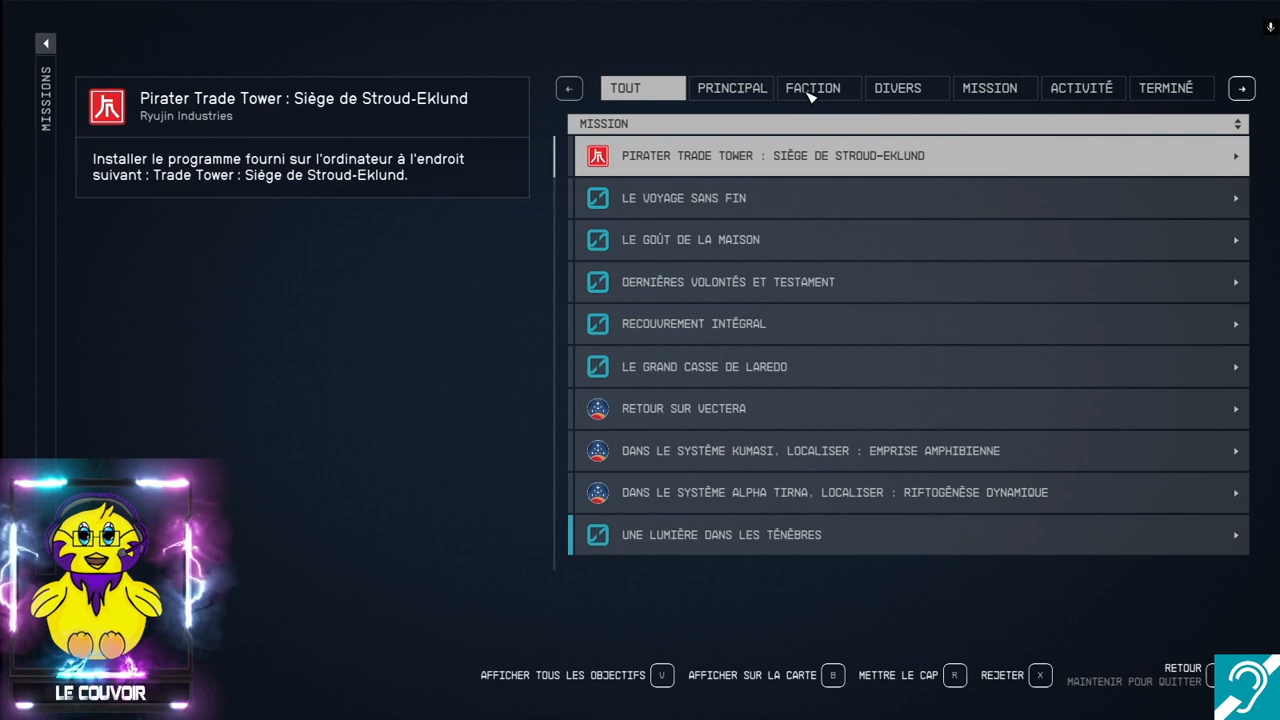 MISSIONS
Pirater Trade Tower : Siège de Stroud-Eklund
Ryujin Industries
Installer le programme fourni sur l'ordinateur à l'endroit
suivant : Trade Tower : Siège de Stroud-Eklund.
TOUT PRINCIPAL FACTION DIVERS MISSION ACTIVITÉ TERMINÉ
MISSION
PIRATER TRADE TOWER : SIÈGE DE STROUD-EKLUND
LE VOYAGE SANS FIN
LE GOÛT DE LA MAISON
DERNIÈRES VOLONTÉS ET TESTAMENT
RECOUVREMENT INTÉGRAL
LE GRAND CASSE DE LAREDO
RETOUR SUR VECTERA
DANS LE SYSTÈME KUMASI, LOCALISER : EMPRISE AMPHIBIENNE
DANS LE SYSTÈME ALPHA TIRNA, LOCALISER : RIFTOGÉNÈSE DYNAMIQUE
UNE LUMIÈRE DANS LES TÉNÈBRES
AFFICHER TOUS LES OBJECTIFS V AFFICHER SUR LA CARTE B METTRE LE CAP R REJETER X RETOUR
MAINTENIR POUR QUITTER
LE COUVOIR